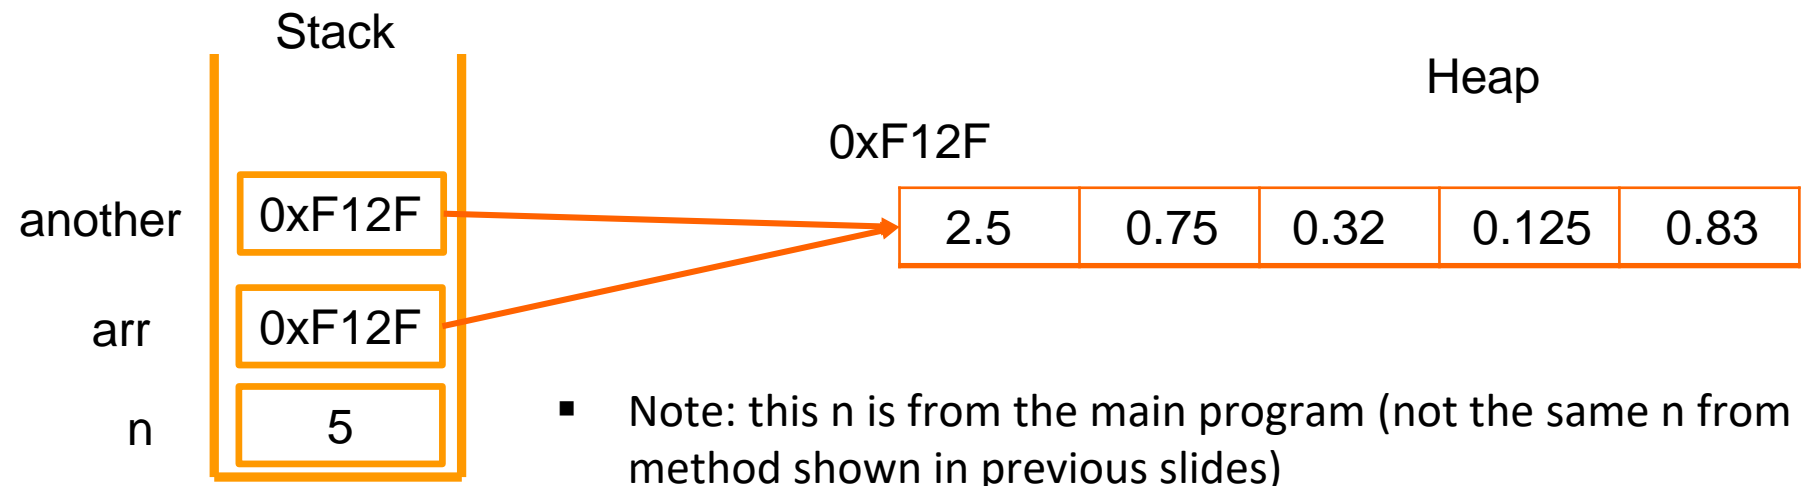 Stack
Heap
0xF12F
another 0xF12F 2.5 0.75 0.32 0.125 0.83
arr 0xF12F
n 5
▪ Note: this n is from the main program (not the same n from
method shown in previous slides)